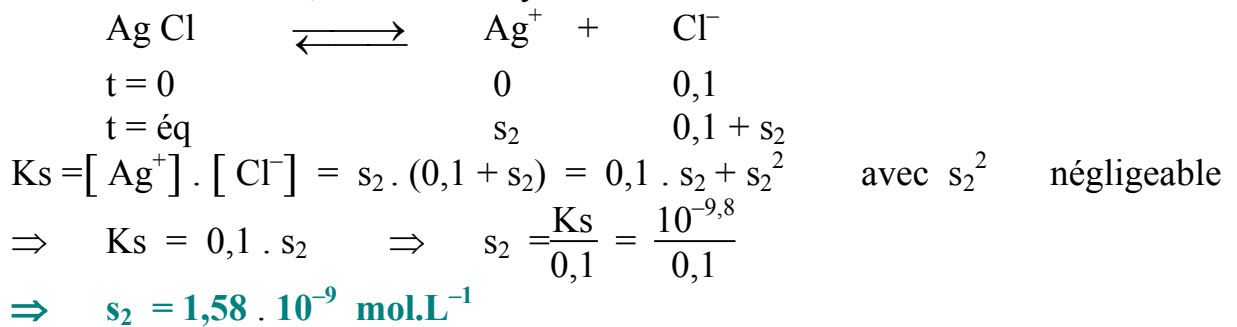 Ag Cl ⇄ Ag⁺ + Cl⁻
t = 0 0 0,1
t = éq s₂ 0,1 + s₂
Ks =[ Ag⁺] . [ Cl⁻] = s₂ . (0,1 + s₂) = 0,1 . s₂ + s₂² avec s₂² négligeable
⇒ Ks = 0,1 . s₂ ⇒ s₂ = Ks/0,1 = 10⁻⁹,⁸/0,1
⇒ s₂ = 1,58 . 10⁻⁹ mol.L⁻¹